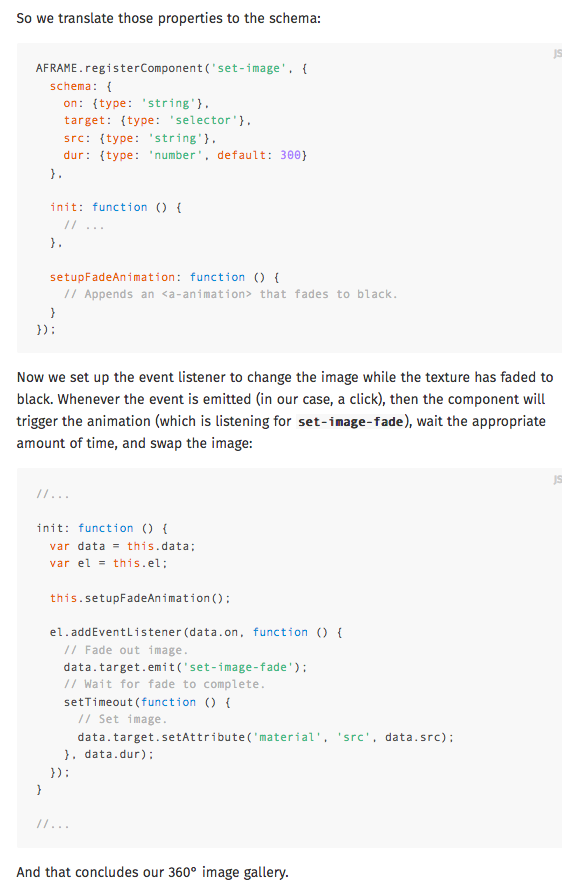 So we translate those properties to the schema:
JS
AFRAME.registerComponent('set-image', {
  schema: {
    on: {type: 'string'},
    target: {type: 'selector'},
    src: {type: 'string'},
    dur: {type: 'number', default: 300}
  },

  init: function () {
    // ...
  },

  setupFadeAnimation: function () {
    // Appends an <a-animation> that fades to black.
  }
});
Now we set up the event listener to change the image while the texture has faded to
black. Whenever the event is emitted (in our case, a click), then the component will
trigger the animation (which is listening for set-image-fade), wait the appropriate
amount of time, and swap the image:
JS
//...

init: function () {
  var data = this.data;
  var el = this.el;

  this.setupFadeAnimation();

  el.addEventListener(data.on, function () {
    // Fade out image.
    data.target.emit('set-image-fade');
    // Wait for fade to complete.
    setTimeout(function () {
      // Set image.
      data.target.setAttribute('material', 'src', data.src);
    }, data.dur);
  });
}

//...
And that concludes our 360° image gallery.